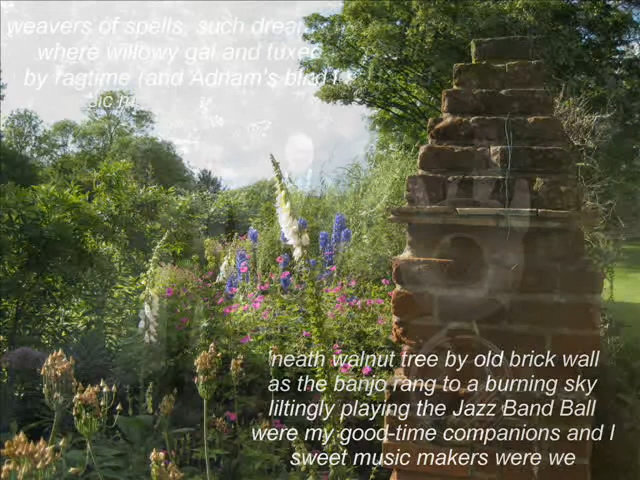 weavers of spells, such
where willowy gal and
by ragtime (and Adnam's
'neath walnut tree by old brick wall
as the banjo rang to a burning sky
liltingly playing the Jazz Band Ball
were my good-time companions and I
sweet music makers were we